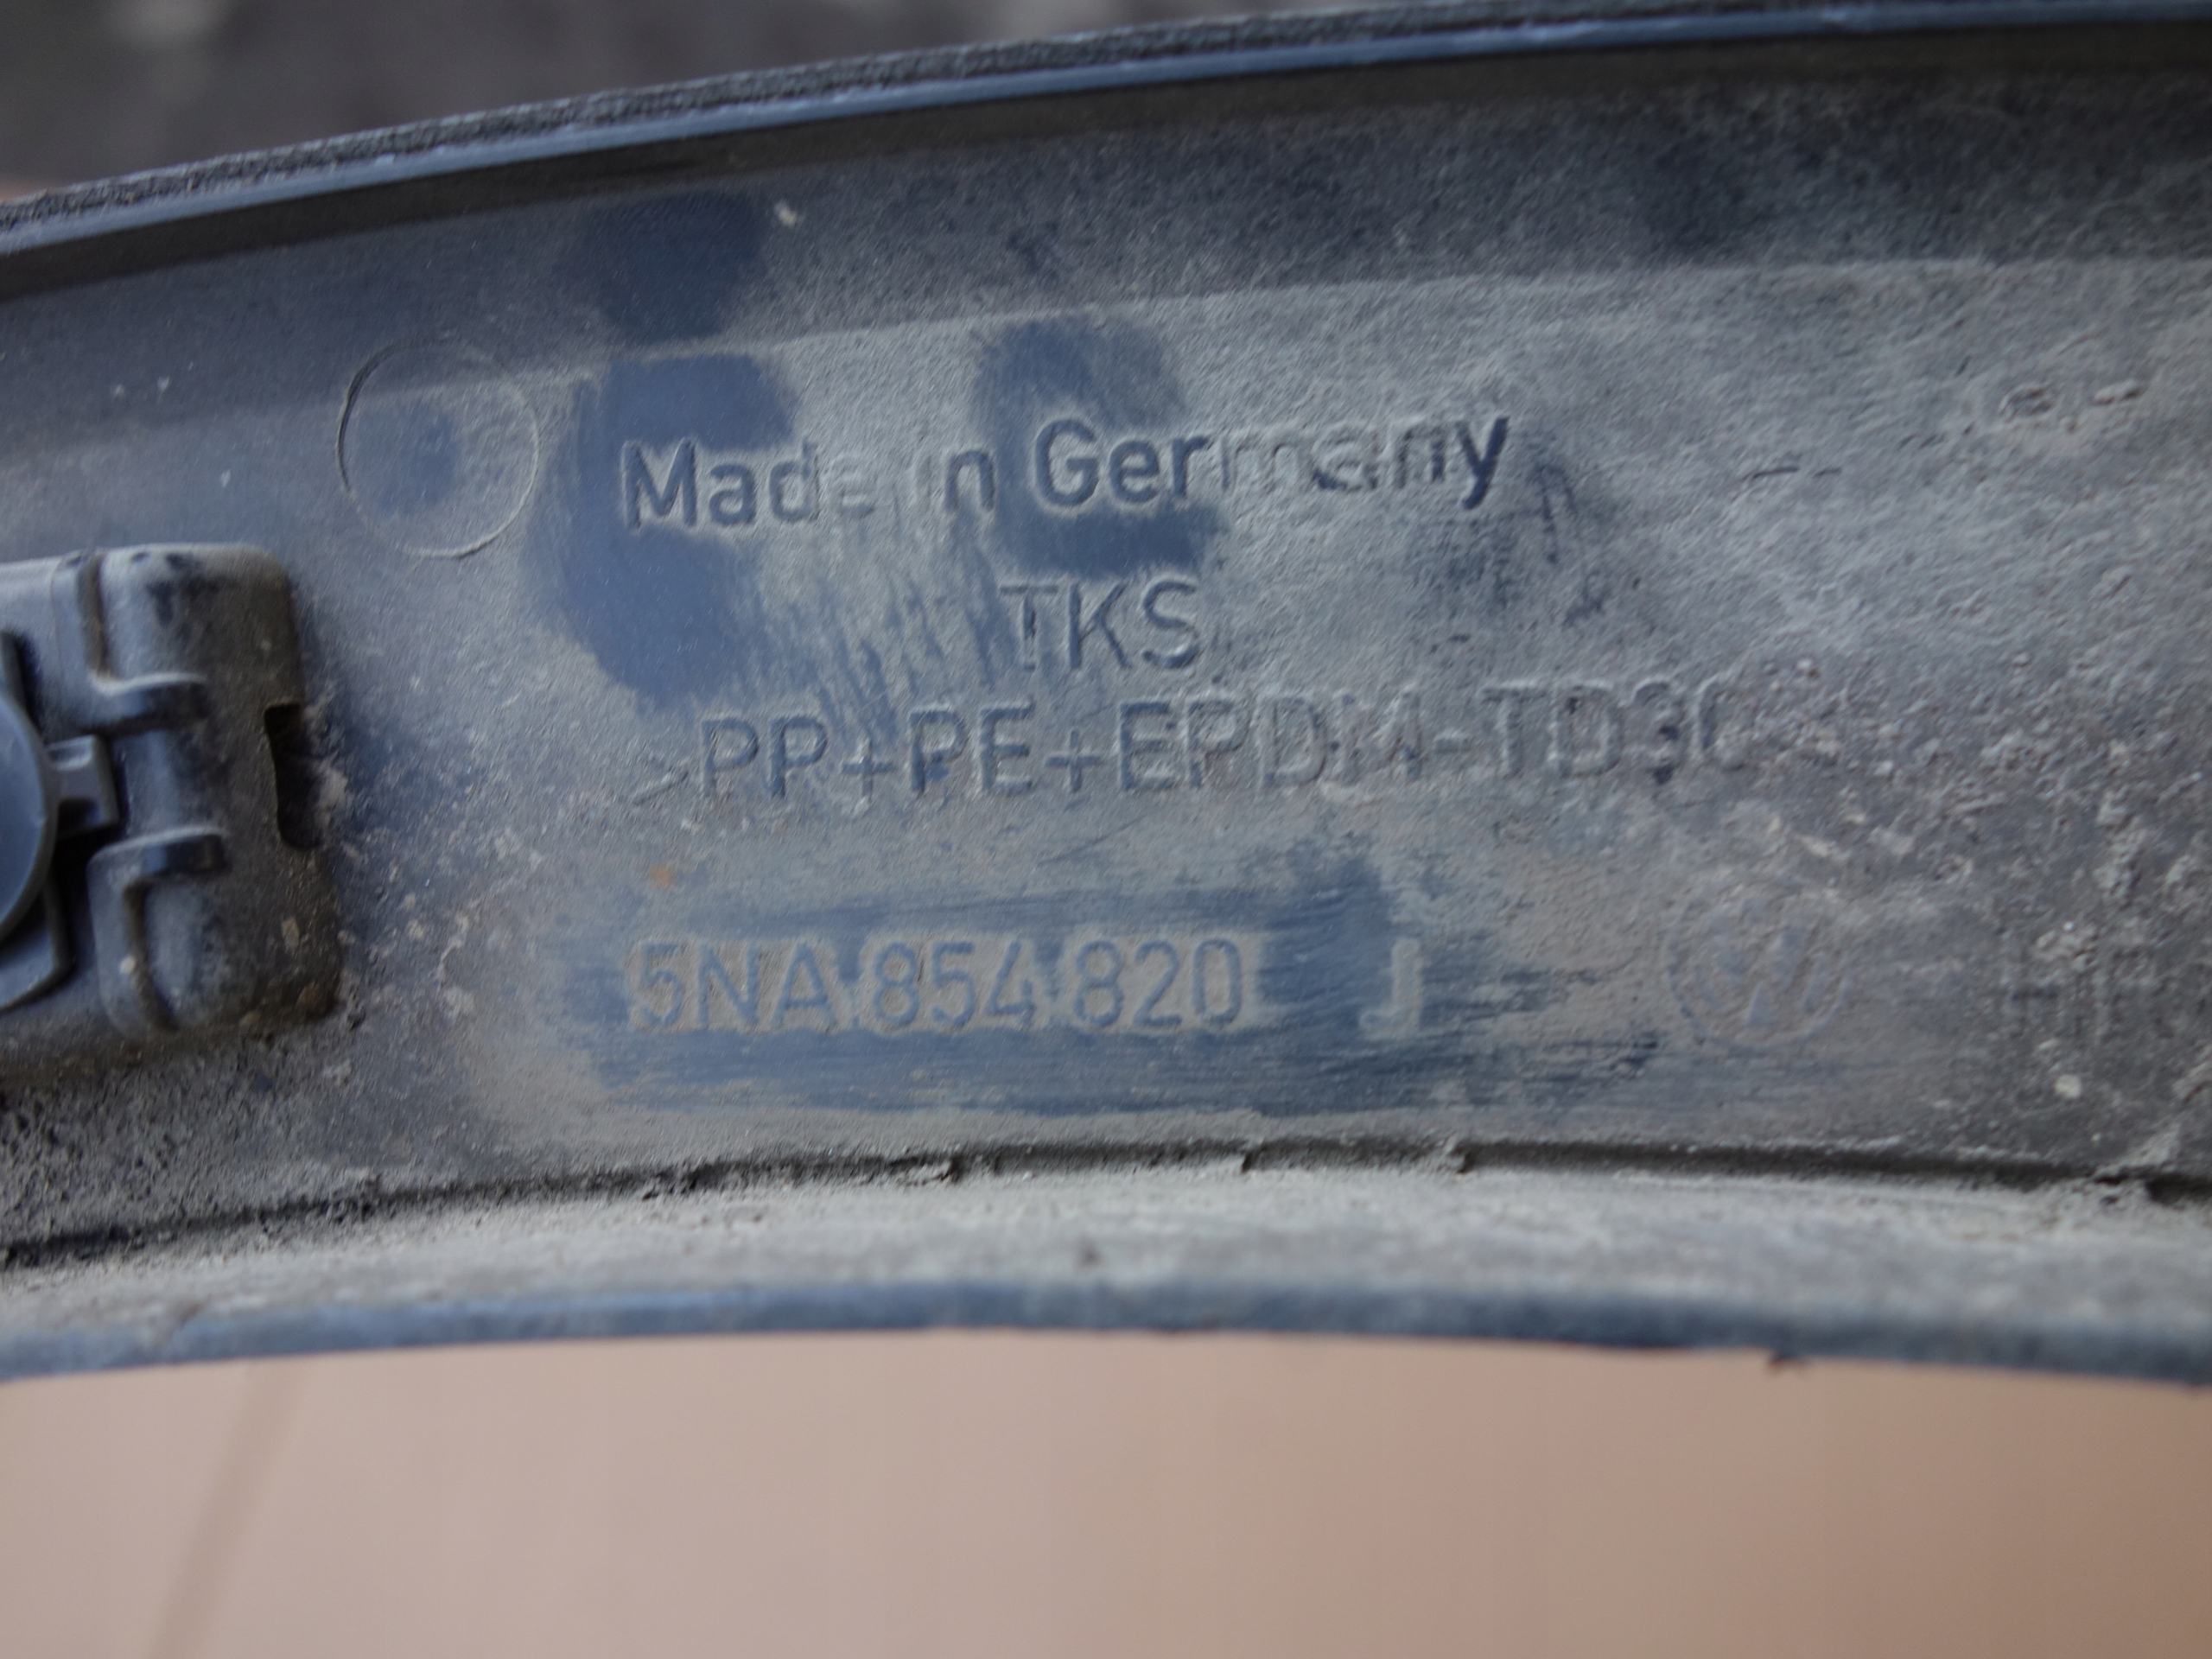 Made in Germany
TKS
>PP+PE+EPDM-TD30
5NA 854 820 J